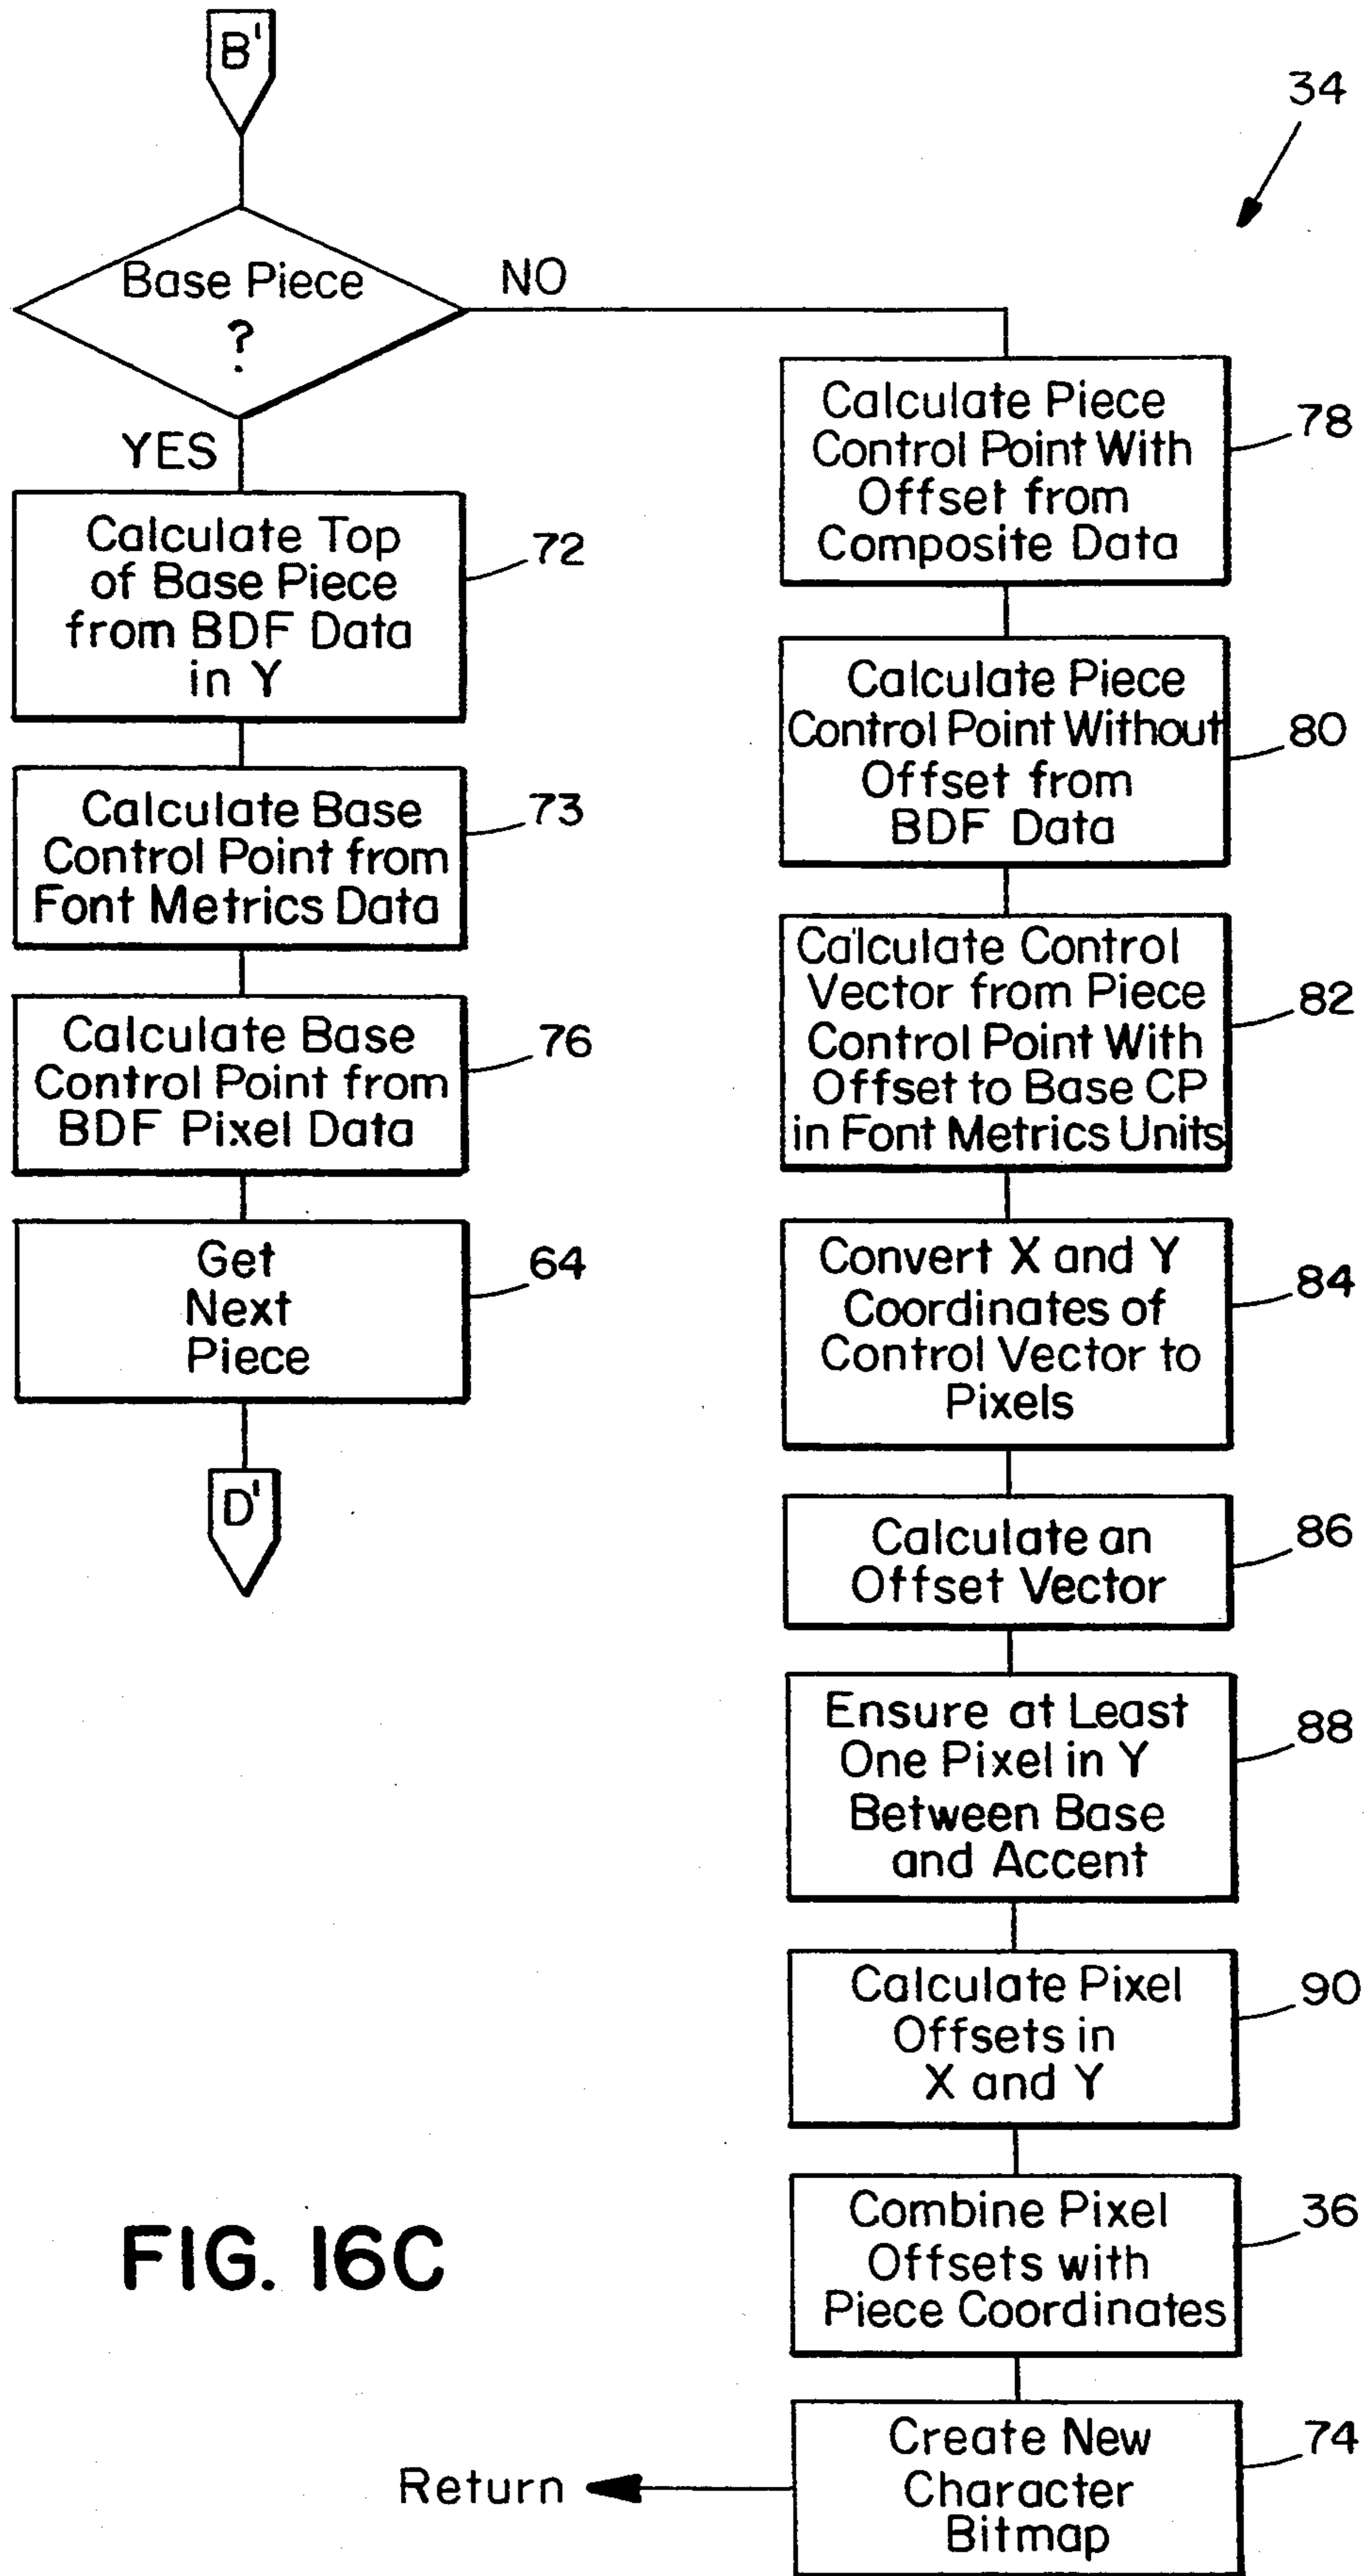 B'
34
Base Piece
?
NO
YES
Calculate Top
of Base Piece
from BDF Data
in Y
72
Calculate Base
Control Point from
Font Metrics Data
73
Calculate Base
Control Point from
BDF Pixel Data
76
Get
Next
Piece
64
D'
Calculate Piece
Control Point With
Offset from
Composite Data
78
Calculate Piece
Control Point Without
Offset from
BDF Data
80
Calculate Control
Vector from Piece
Control Point With
Offset to Base CP
in Font Metrics Units
82
Convert X and Y
Coordinates of
Control Vector to
Pixels
84
Calculate an
Offset Vector
86
Ensure at Least
One Pixel in Y
Between Base
and Accent
88
Calculate Pixel
Offsets in
X and Y
90
Combine Pixel
Offsets with
Piece Coordinates
36
Create New
Character
Bitmap
74
Return
FIG. 16C